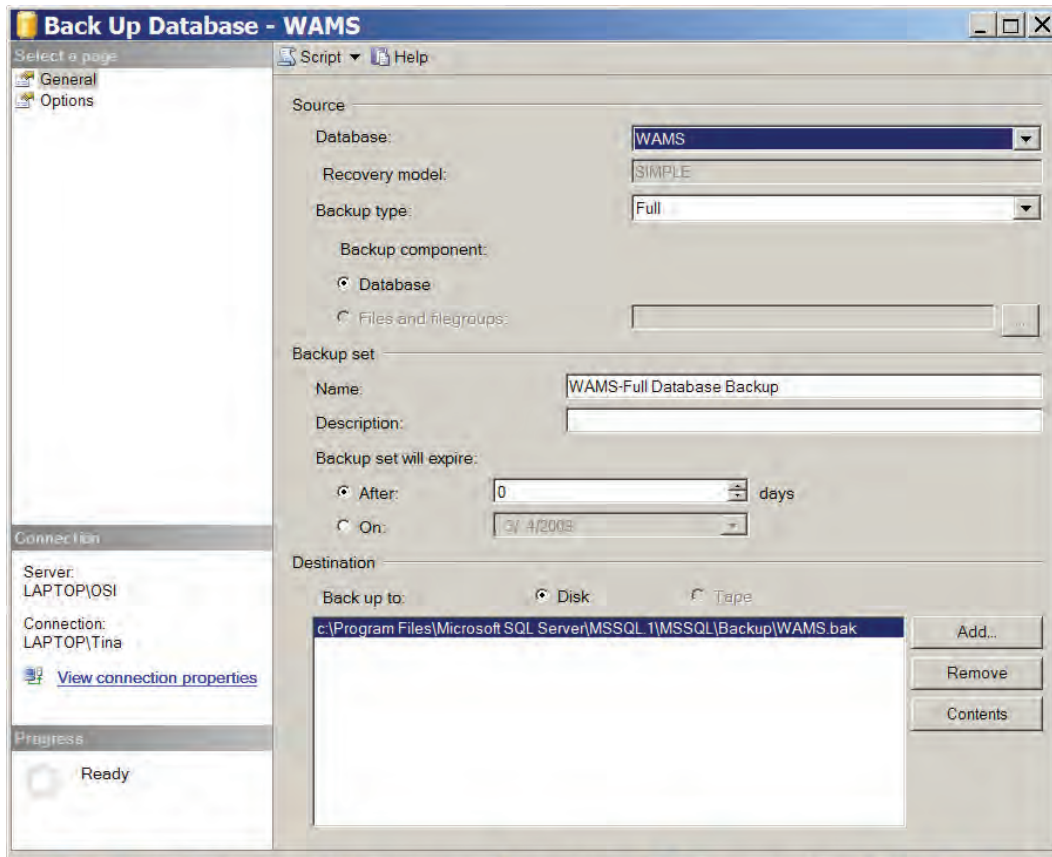 Back Up Database - WAMS
Select a page
General
Options
Script Help
Source
Database: WAMS
Recovery model: SIMPLE
Backup type: Full
Backup component:
Database
Files and filegroups: ...
Backup set
Name: WAMS-Full Database Backup
Description:
Backup set will expire:
After: 0 days
On:
Destination
Back up to: Disk Tape
c:\Program Files\Microsoft SQL Server\MSSQL.1\MSSQL\Backup\WAMS.bak
Add...
Remove
Contents
Connection
Server:
LAPTOP\OSI
Connection:
LAPTOP\Tina
View connection properties
Progress
Ready